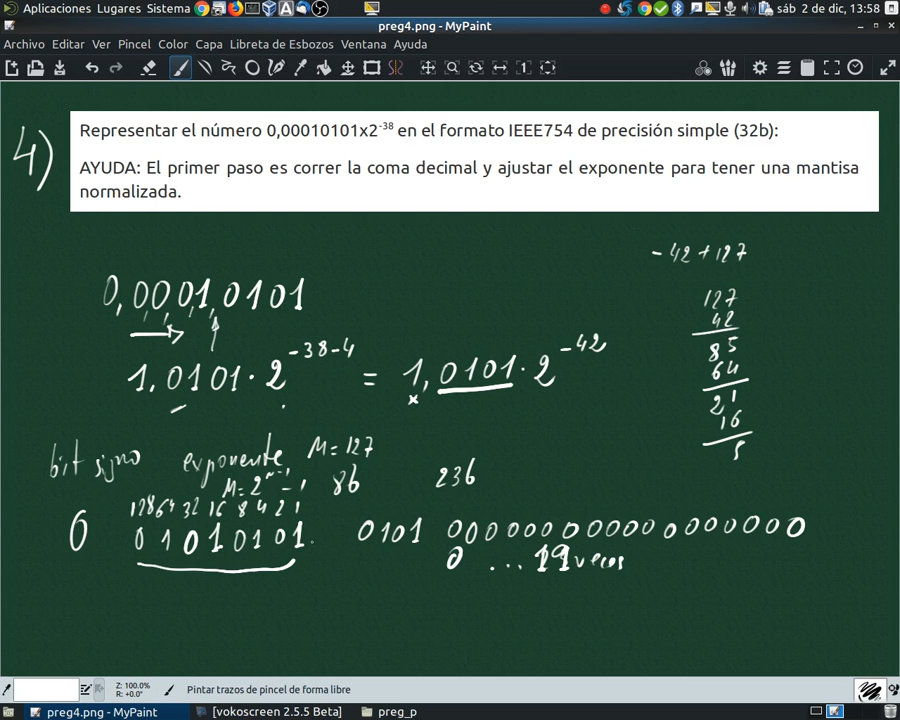 Aplicaciones Lugares Sistema sáb 2 de dic, 13:58
preg4.png - MyPaint
Archivo Editar Ver Pincel Color Capa Libreta de Esbozos Ventana Ayuda
4)
Representar el número 0,00010101x2-38 en el formato IEEE754 de precisión simple (32b):
AYUDA: El primer paso es correr la coma decimal y ajustar el exponente para tener una mantisa
normalizada.
-42+127
0,0001,0101
127
42
85
64
21
16
5
1,0101·2-38-4 = 1,0101·2-42
bit signo exponente, M=127
M=2n-1-1 8b 23b
128 64 32 16 8 4 2 1
0 01010101 0101 0000000000000000000
0 ... 19 veces
Z: 100.0%
R: +0.0°
Pintar trazos de pincel de forma libre
preg4.png - MyPaint [vokoscreen 2.5.5 Beta] preg_p